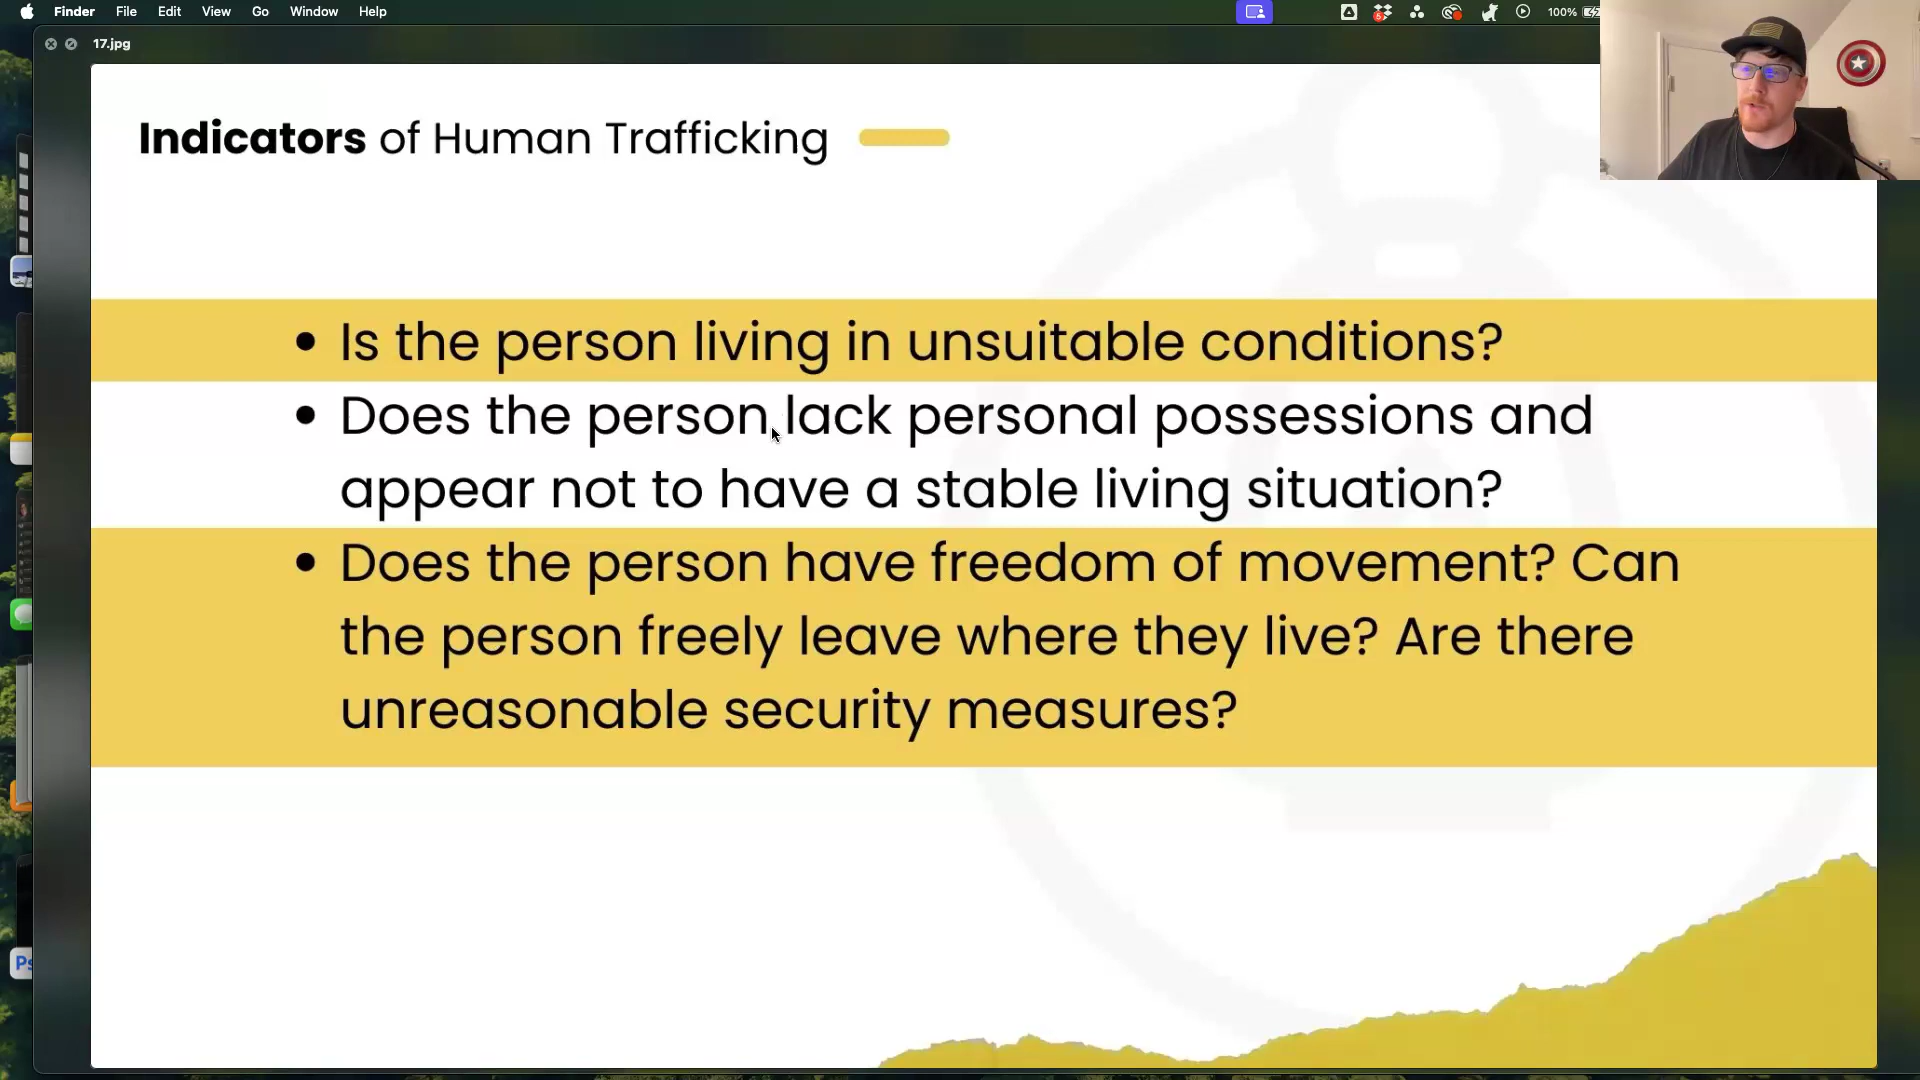 Finder File Edit View Go Window Help
100%
17.jpg
Indicators of Human Trafficking
• Is the person living in unsuitable conditions?
• Does the person lack personal possessions and
appear not to have a stable living situation?
• Does the person have freedom of movement? Can
the person freely leave where they live? Are there
unreasonable security measures?
Ps